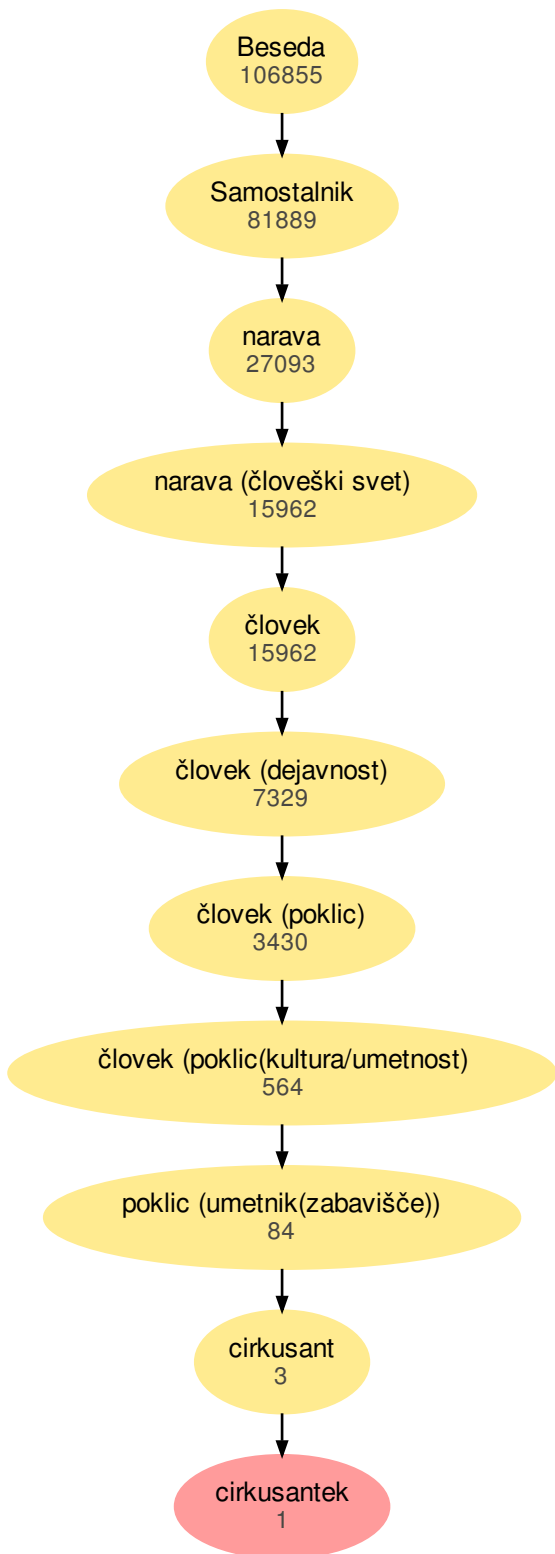 Beseda
106855
Samostalnik
81889
narava
27093
narava (človeški svet)
15962
človek
15962
človek (dejavnost)
7329
človek (poklic)
3430
človek (poklic(kultura/umetnost)
564
poklic (umetnik(zabavišče))
84
cirkusant
3
cirkusantek
1